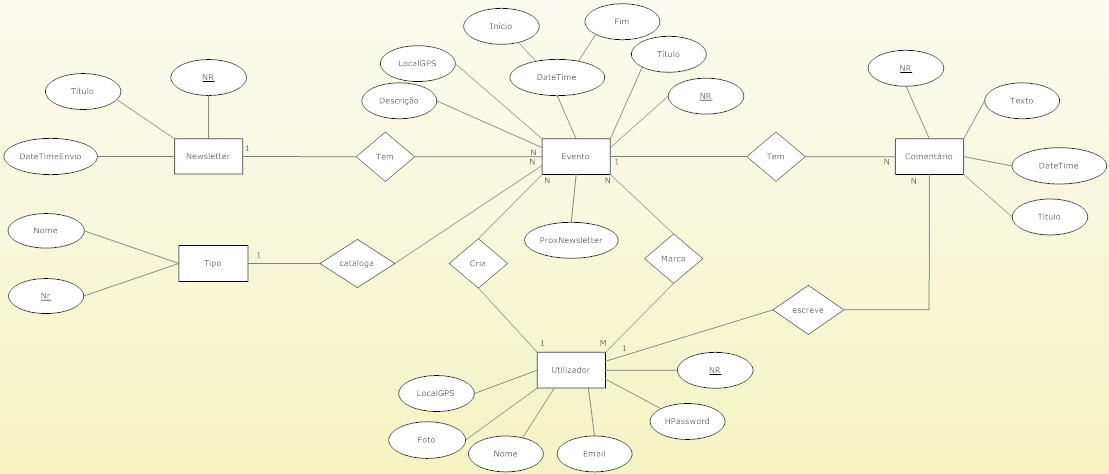 Início
Fim
Título
LocalGPS
DateTime
NR
Descrição
NR
Título
DateTimeEnvio
Newsletter
1
Tem
N
N
Evento
1
N
N
Tem
N
Comentário
N
NR
Texto
DateTime
Título
Nome
Nr
Tipo
1
cataloga
ProxNewsletter
Cria
Marca
escreve
1
M
1
Utilizador
LocalGPS
Foto
Nome
Email
HPassword
NR